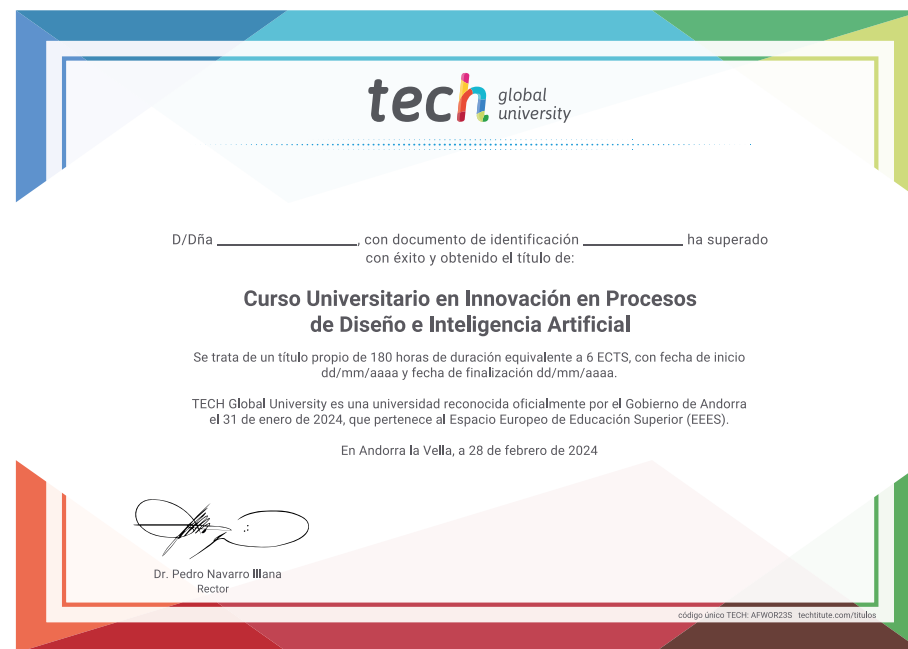 tech global university
D/Dña ____________, con documento de identificación ____________ ha superado
con éxito y obtenido el título de:
Curso Universitario en Innovación en Procesos
de Diseño e Inteligencia Artificial
Se trata de un título propio de 180 horas de duración equivalente a 6 ECTS, con fecha de inicio
dd/mm/aaaa y fecha de finalización dd/mm/aaaa.
TECH Global University es una universidad reconocida oficialmente por el Gobierno de Andorra
el 31 de enero de 2024, que pertenece al Espacio Europeo de Educación Superior (EEES).
En Andorra la Vella, a 28 de febrero de 2024
Dr. Pedro Navarro Illana
Rector
código único TECH: AFWOR23S techtitute.com/titulos